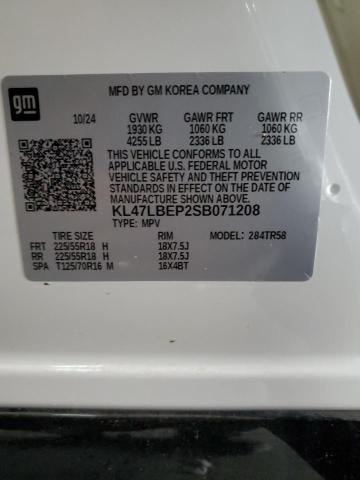 gm
MFD BY GM KOREA COMPANY
10/24 GVWR GAWR FRT GAWR RR
1930 KG 1060 KG 1060 KG
4255 LB 2336 LB 2336 LB
THIS VEHICLE CONFORMS TO ALL
APPLICABLE U.S. FEDERAL MOTOR
VEHICLE SAFETY AND THEFT PREVENTION
STANDARDS IN EFFECT ON THE DATE
OF MANUFACTURE SHOWN ABOVE.
KL47LBEP2SB071208
TYPE: MPV MODEL: 284TR58
TIRE SIZE RIM
FRT 225/55R18 H 18X7.5J
RR 225/55R18 H 18X7.5J
SPA T125/70R16 M 16X4BT